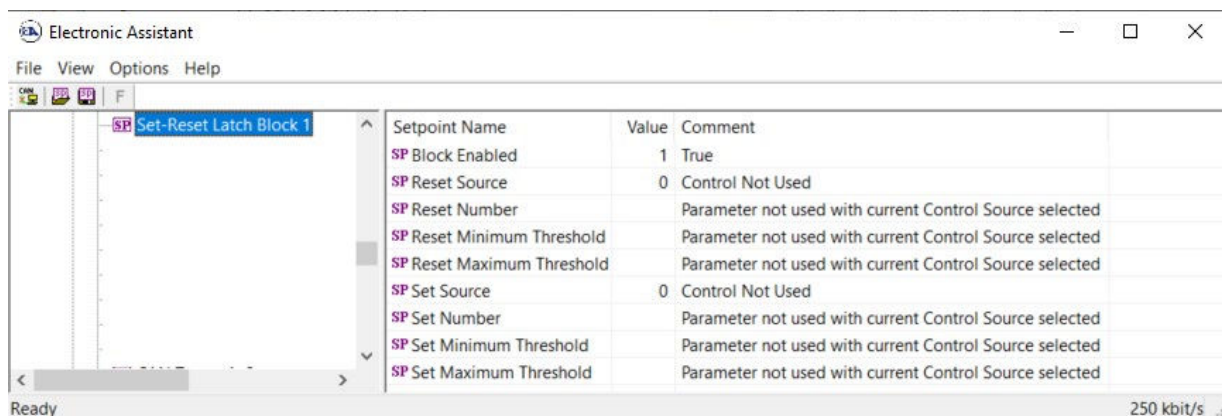 Electronic Assistant
File View Options Help
F
SP Set-Reset Latch Block 1
Setpoint Name Value Comment
SP Block Enabled 1 True
SP Reset Source 0 Control Not Used
SP Reset Number Parameter not used with current Control Source selected
SP Reset Minimum Threshold Parameter not used with current Control Source selected
SP Reset Maximum Threshold Parameter not used with current Control Source selected
SP Set Source 0 Control Not Used
SP Set Number Parameter not used with current Control Source selected
SP Set Minimum Threshold Parameter not used with current Control Source selected
SP Set Maximum Threshold Parameter not used with current Control Source selected
Ready 250 kbit/s